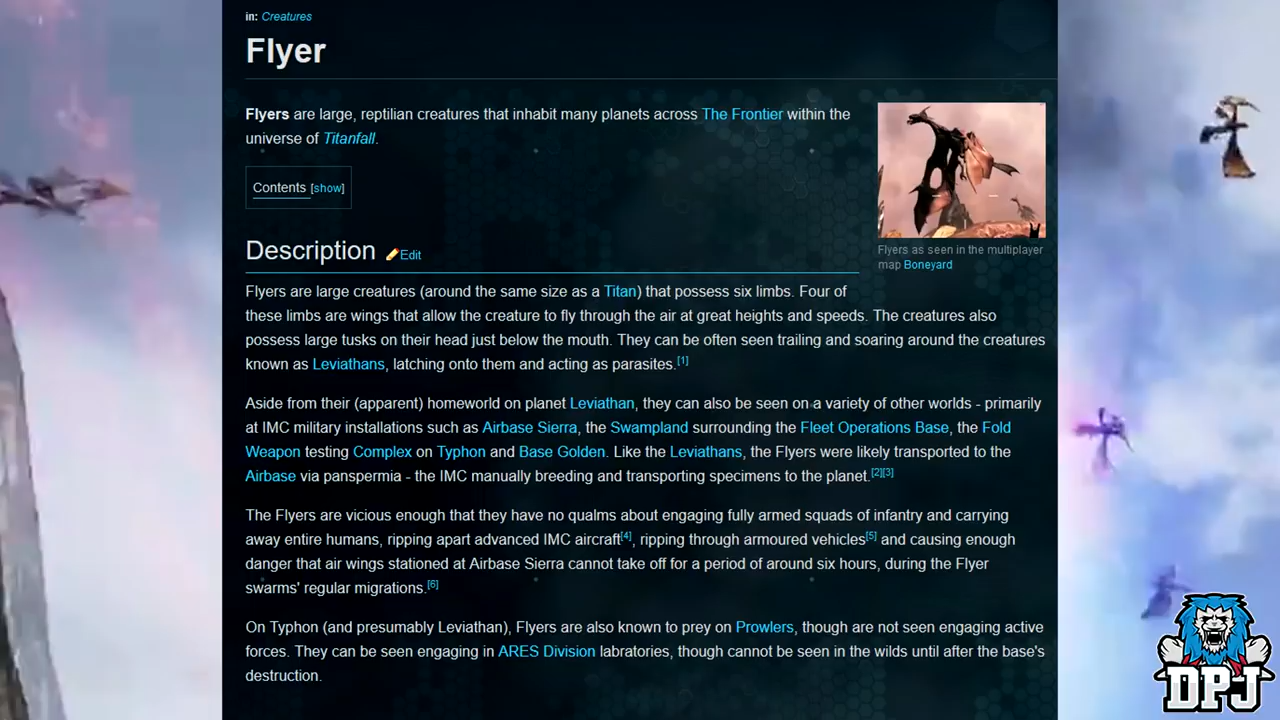 in: Creatures
Flyer
Flyers are large, reptilian creatures that inhabit many planets across The Frontier within the
universe of Titanfall.
Contents [show]
Flyers as seen in the multiplayer
map Boneyard
Description Edit
Flyers are large creatures (around the same size as a Titan) that possess six limbs. Four of
these limbs are wings that allow the creature to fly through the air at great heights and speeds. The creatures also
possess large tusks on their head just below the mouth. They can be often seen trailing and soaring around the creatures
known as Leviathans, latching onto them and acting as parasites.[1]
Aside from their (apparent) homeworld on planet Leviathan, they can also be seen on a variety of other worlds - primarily
at IMC military installations such as Airbase Sierra, the Swampland surrounding the Fleet Operations Base, the Fold
Weapon testing Complex on Typhon and Base Golden. Like the Leviathans, the Flyers were likely transported to the
Airbase via panspermia - the IMC manually breeding and transporting specimens to the planet.[2][3]
The Flyers are vicious enough that they have no qualms about engaging fully armed squads of infantry and carrying
away entire humans, ripping apart advanced IMC aircraft[4], ripping through armoured vehicles[5] and causing enough
danger that air wings stationed at Airbase Sierra cannot take off for a period of around six hours, during the Flyer
swarms' regular migrations.[6]
On Typhon (and presumably Leviathan), Flyers are also known to prey on Prowlers, though are not seen engaging active
forces. They can be seen engaging in ARES Division labratories, though cannot be seen in the wilds until after the base's
destruction.
DPJ